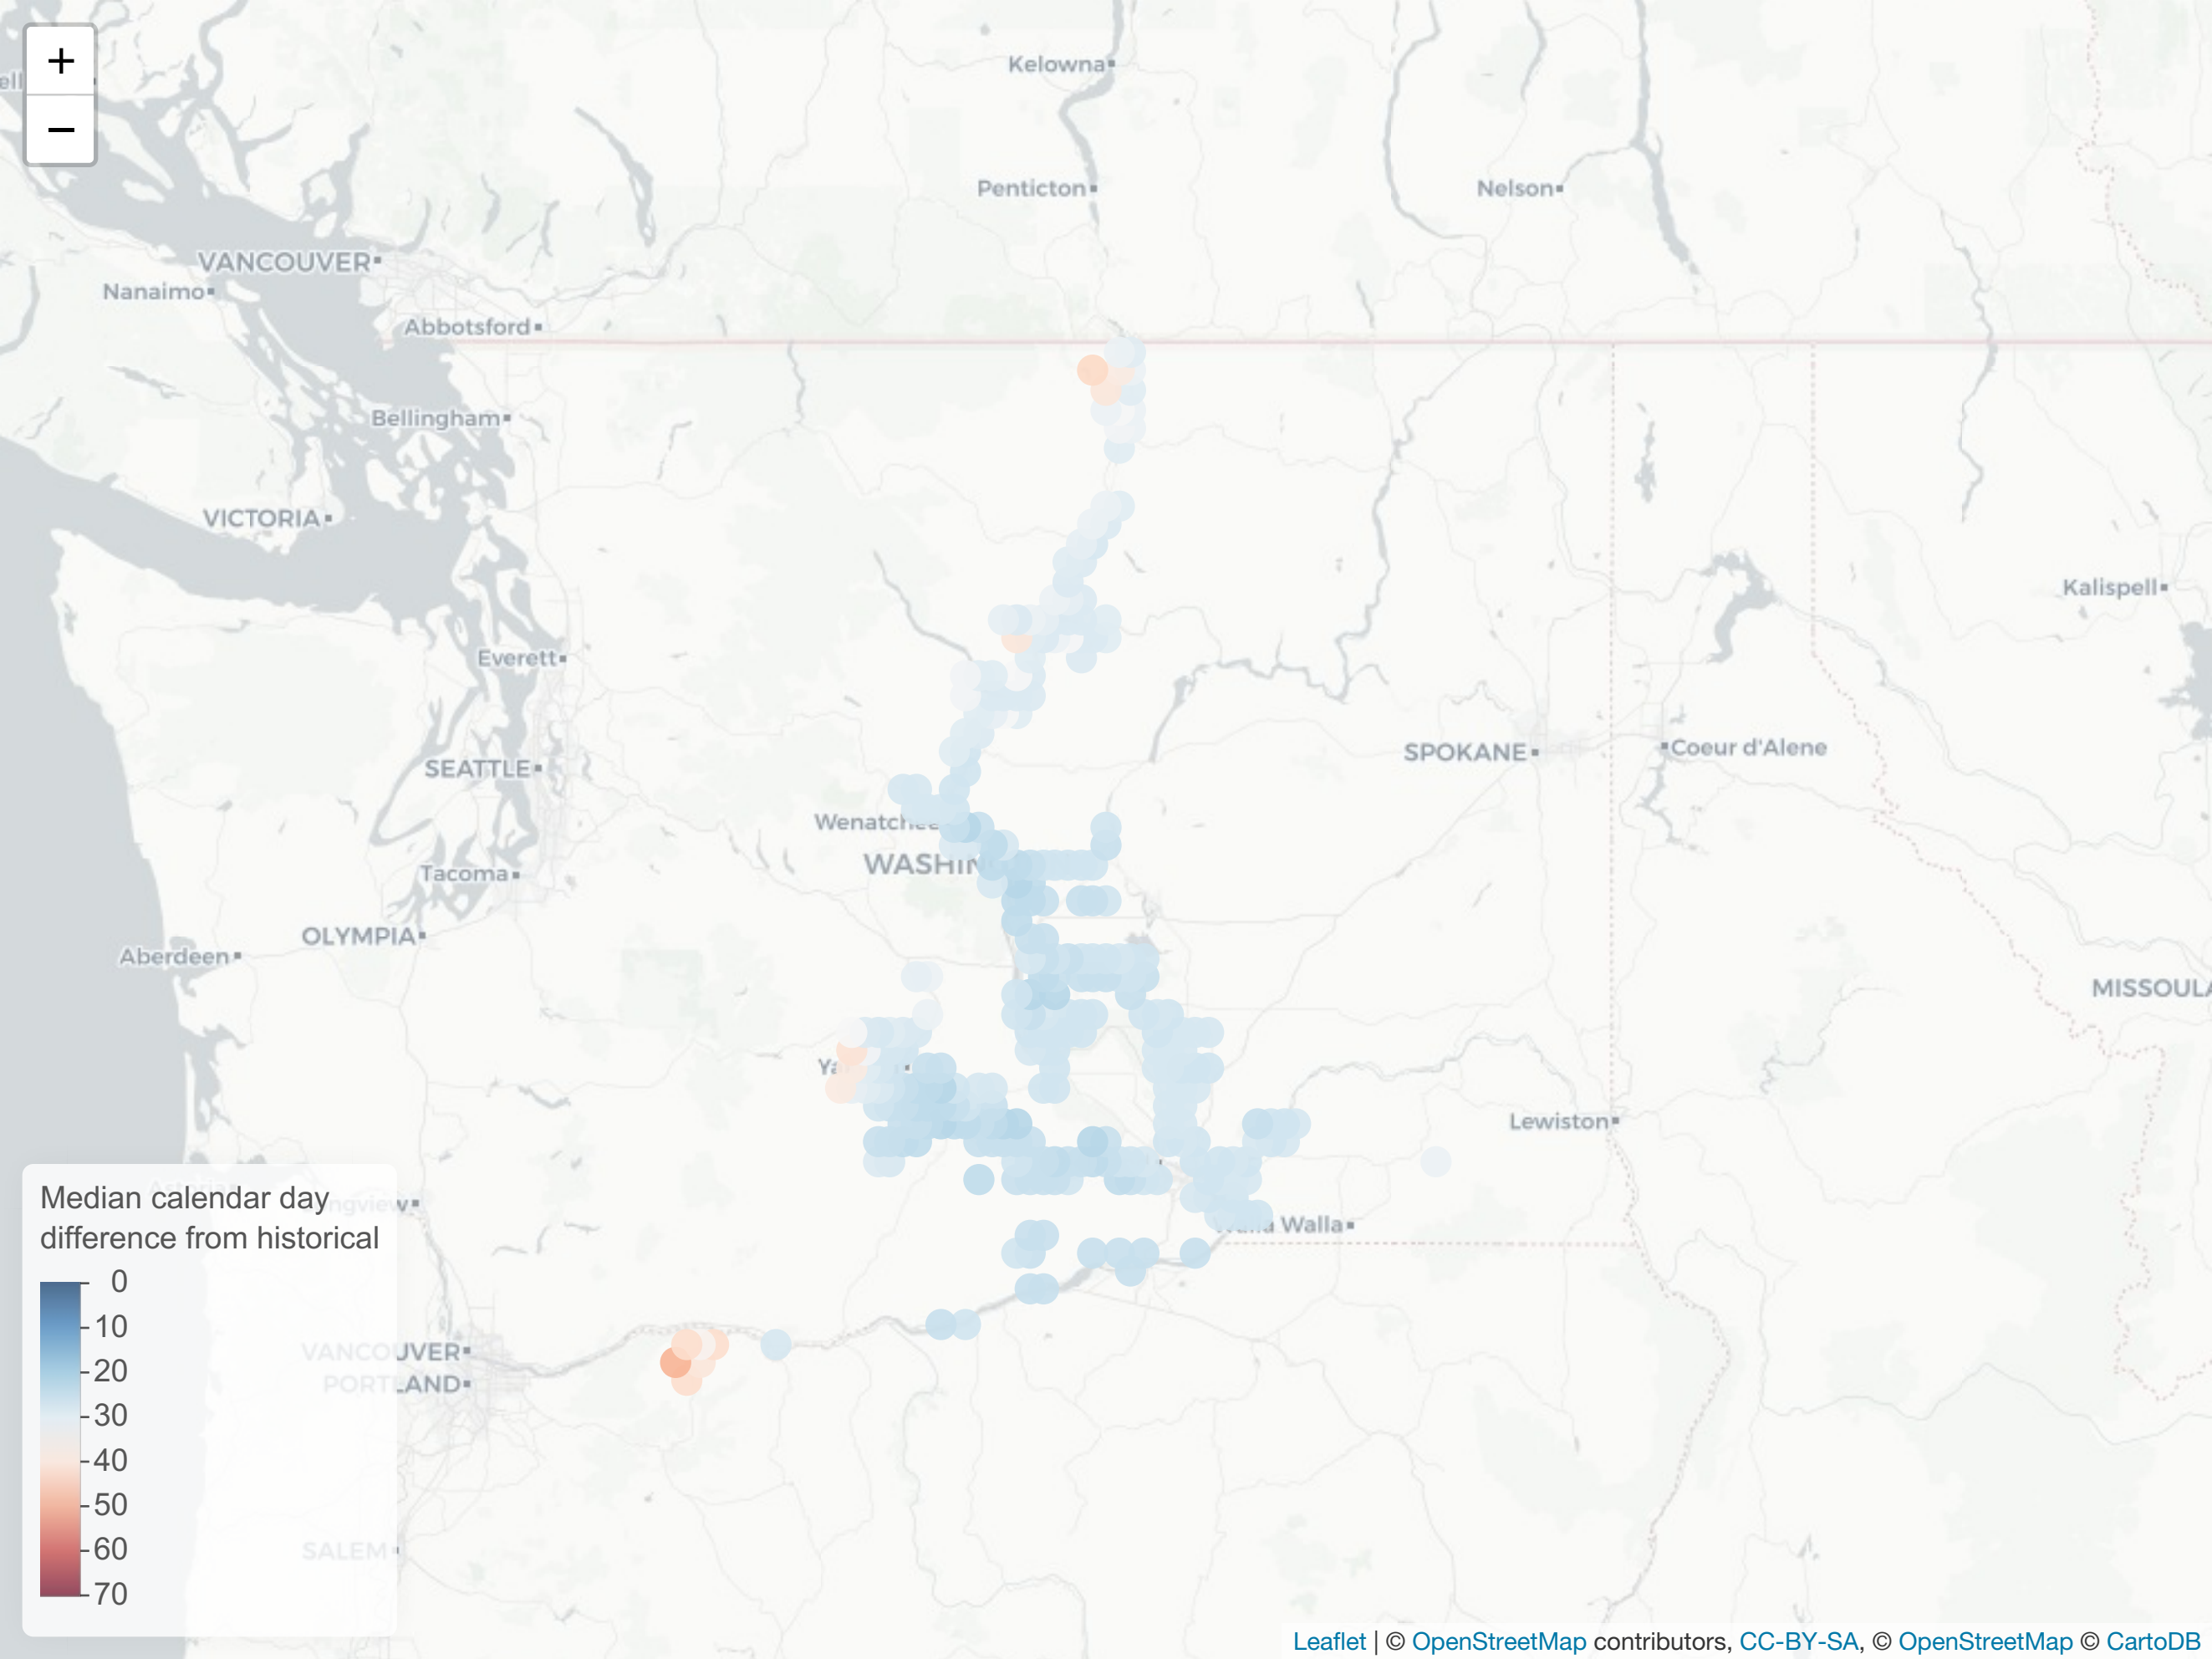 +
−
Kelowna
Penticton
Nelson
VANCOUVER
Nanaimo
Abbotsford
Bellingham
VICTORIA
Kalispell
Everett
SEATTLE
SPOKANE
Coeur d'Alene
Tacoma
OLYMPIA
Aberdeen
MISSOULA
Lewiston
Walla
VANCOUVER
PORTLAND
SALEM
Median calendar day
difference from historical
0
10
20
30
40
50
60
70
Leaflet | © OpenStreetMap contributors, CC-BY-SA, © OpenStreetMap © CartoDB